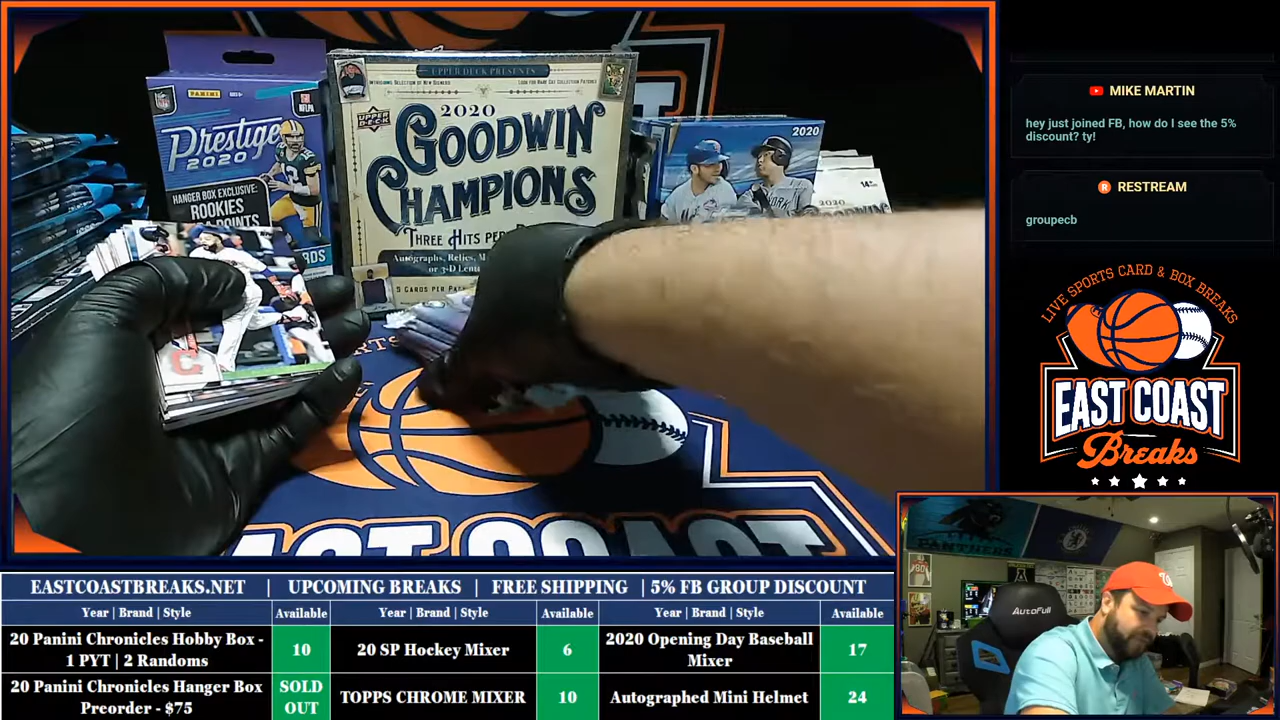 PANINI
Prestige
2020
HANGER BOX EXCLUSIVE:
ROOKIES
UPPER DECK PRESENTS
UPPER DECK
2020
GOODWIN
CHAMPIONS
THREE HITS PER
Autographs, Relics,
5 CARDS PER
2020
2020
MIKE MARTIN
hey just joined FB, how do I see the 5%
discount? ty!
RESTREAM
groupecb
LIVE SPORTS CARD & BOX BREAKS
EAST COAST
Breaks
PANTHERS
AutoFull
EASTCOASTBREAKS.NET | UPCOMING BREAKS | FREE SHIPPING | 5% FB GROUP DISCOUNT
Year | Brand | Style Available Year | Brand | Style Available Year | Brand | Style Available
20 Panini Chronicles Hobby Box -
1 PYT | 2 Randoms
10
20 SP Hockey Mixer
6
2020 Opening Day Baseball
Mixer
17
20 Panini Chronicles Hanger Box
Preorder - $75
SOLD
OUT
TOPPS CHROME MIXER
10
Autographed Mini Helmet
24